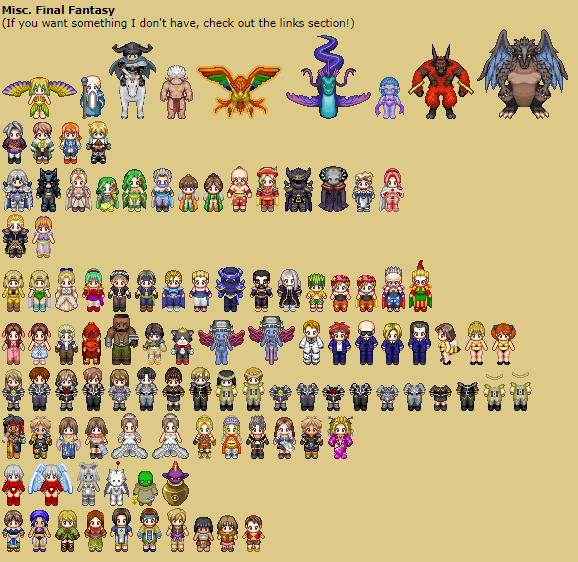 Misc. Final Fantasy
(If you want something I don't have, check out the links section!)